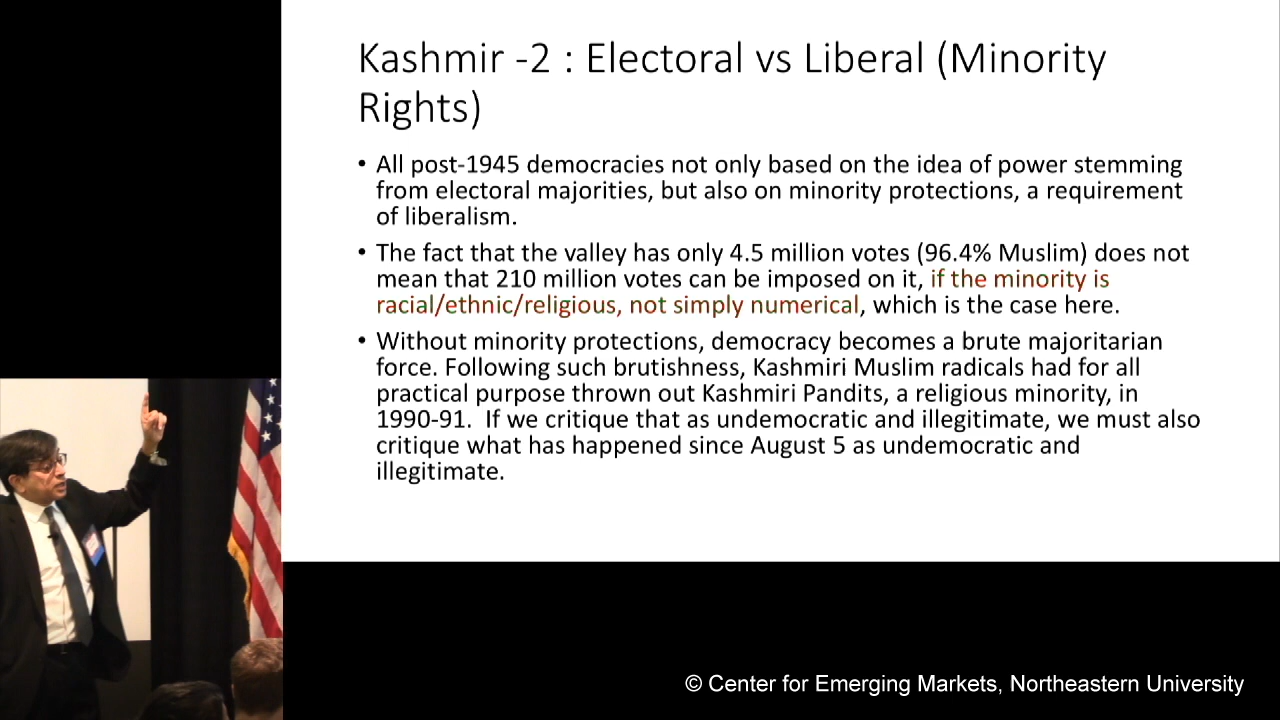 Kashmir -2 : Electoral vs Liberal (Minority
Rights)
• All post-1945 democracies not only based on the idea of power stemming
from electoral majorities, but also on minority protections, a requirement
of liberalism.
• The fact that the valley has only 4.5 million votes (96.4% Muslim) does not
mean that 210 million votes can be imposed on it, if the minority is
racial/ethnic/religious, not simply numerical, which is the case here.
• Without minority protections, democracy becomes a brute majoritarian
force. Following such brutishness, Kashmiri Muslim radicals had for all
practical purpose thrown out Kashmiri Pandits, a religious minority, in
1990-91. If we critique that as undemocratic and illegitimate, we must also
critique what has happened since August 5 as undemocratic and
illegitimate.
© Center for Emerging Markets, Northeastern University